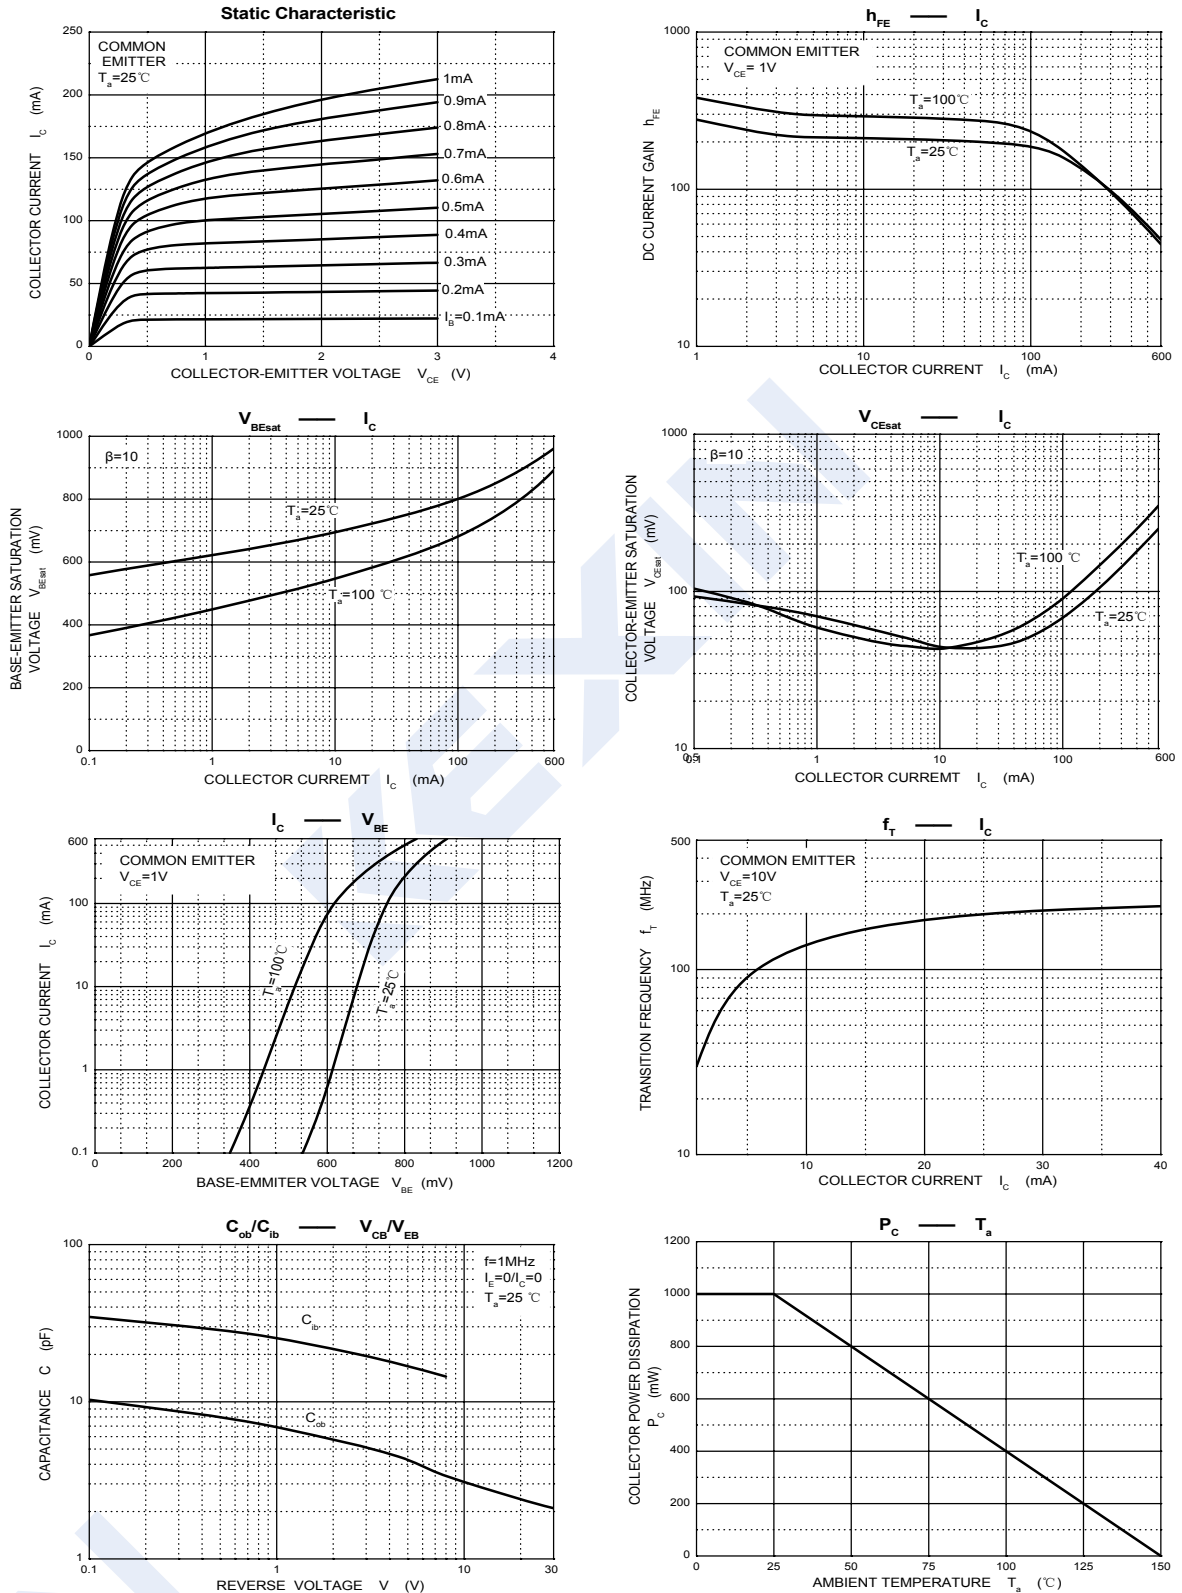 Static Characteristic
250
200
150
100
50
0
0
1
2
3
4
COMMON
EMITTER
Ta=25℃
1mA
0.9mA
0.8mA
0.7mA
0.6mA
0.5mA
0.4mA
0.3mA
0.2mA
IB=0.1mA
COLLECTOR CURRENT IC (mA)
COLLECTOR-EMITTER VOLTAGE VCE (V)
hFE —— IC
1000
100
10
1
10
100
600
COMMON EMITTER
VCE= 1V
Ta=100℃
Ta=25℃
DC CURRENT GAIN hFE
COLLECTOR CURRENT IC (mA)
VBEsat —— IC
1000
800
600
400
200
0
0.1
1
10
100
600
β=10
Ta=25℃
Ta=100 ℃
BASE-EMITTER SATURATION
VOLTAGE VBEsat (mV)
COLLECTOR CURREMT IC (mA)
VCEsat —— IC
1000
100
10
0.5
0.1
1
10
100
600
β=10
Ta=100 ℃
Ta=25℃
COLLECTOR-EMITTER SATURATION
VOLTAGE VCEsat (mV)
COLLECTOR CURREMT IC (mA)
KEXIN
IC —— VBE
600
100
10
1
0.1
0
200
400
600
800
1000
1200
COMMON EMITTER
VCE=1V
Ta=100℃
Ta=25℃
COLLECTOR CURRENT IC (mA)
BASE-EMMITER VOLTAGE VBE (mV)
fT —— IC
500
100
10
10
20
30
40
COMMON EMITTER
VCE=10V
Ta=25℃
TRANSITION FREQUENCY fT (MHz)
COLLECTOR CURRENT IC (mA)
Cob/Cib —— VCB/VEB
100
10
1
0.1
1
10
30
f=1MHz
IE=0/IC=0
Ta=25 ℃
Cib
Cob
CAPACITANCE C (pF)
REVERSE VOLTAGE V (V)
PC —— Ta
1200
1000
800
600
400
200
0
0
25
50
75
100
125
150
COLLECTOR POWER DISSIPATION
PC (mW)
AMBIENT TEMPERATURE Ta (℃)